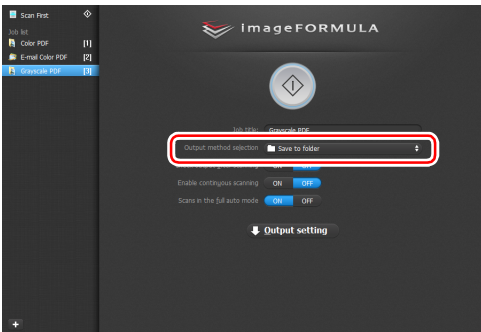 Scan First
Job list
Color PDF [1]
E-mail Color PDF [2]
Grayscale PDF [3]
imageFORMULA
Job title: Grayscale PDF
Output method selection Save to folder
ON OFF
Enable continuous scanning ON OFF
Scans in the full auto mode ON OFF
Output setting